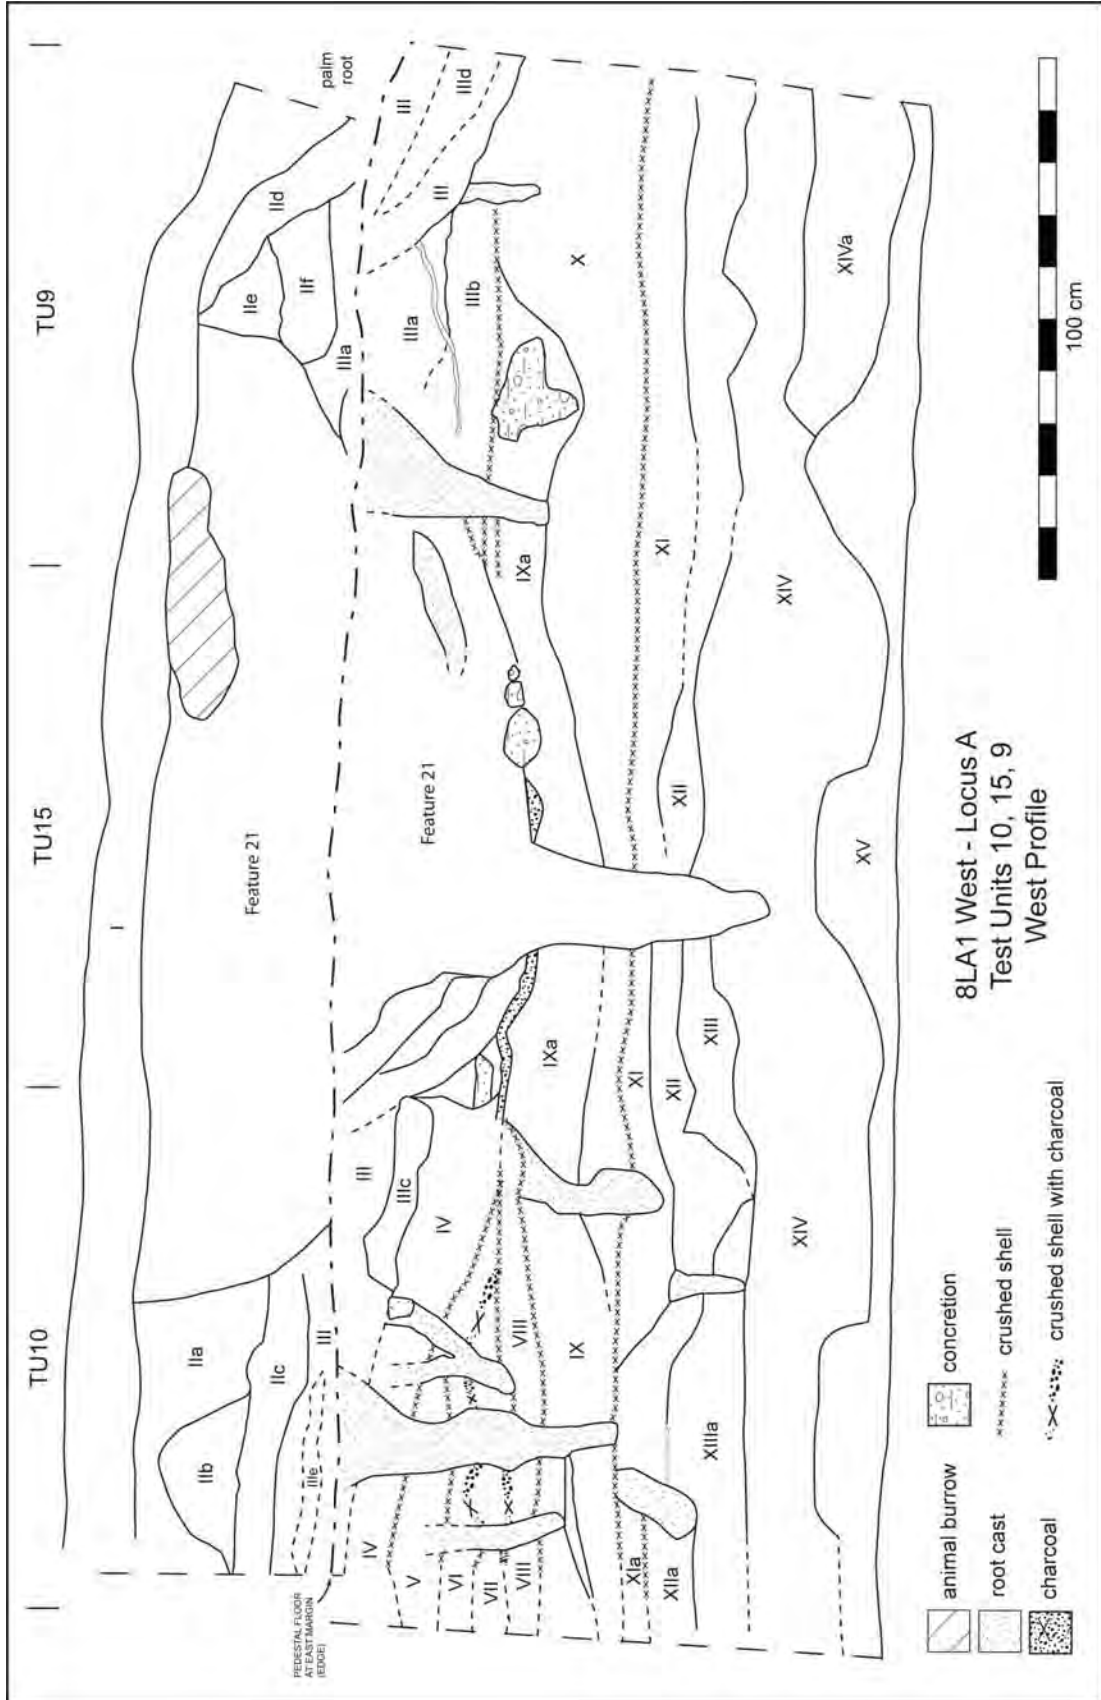 TU10
TU15
TU9
I
palm
root
IId
IIe
IIf
IIa
IIb
IIc
Feature 21
III
IIIe
IIIa
III
IIId
III
PEDESTAL FLOOR
AT EAST MARGIN
(EDGE)
III
IIIc
Feature 21
IIIa
IIIb
IV
IV
V
VI
VII
VIII
VIII
IX
IXa
IXa
X
XI
XI
XIa
XII
XII
XIIa
XIII
XIIIa
XIV
XIV
XIVa
XV
animal burrow
root cast
charcoal
concretion
crushed shell
crushed shell with charcoal
8LA1 West - Locus A
Test Units 10, 15, 9
West Profile
100 cm